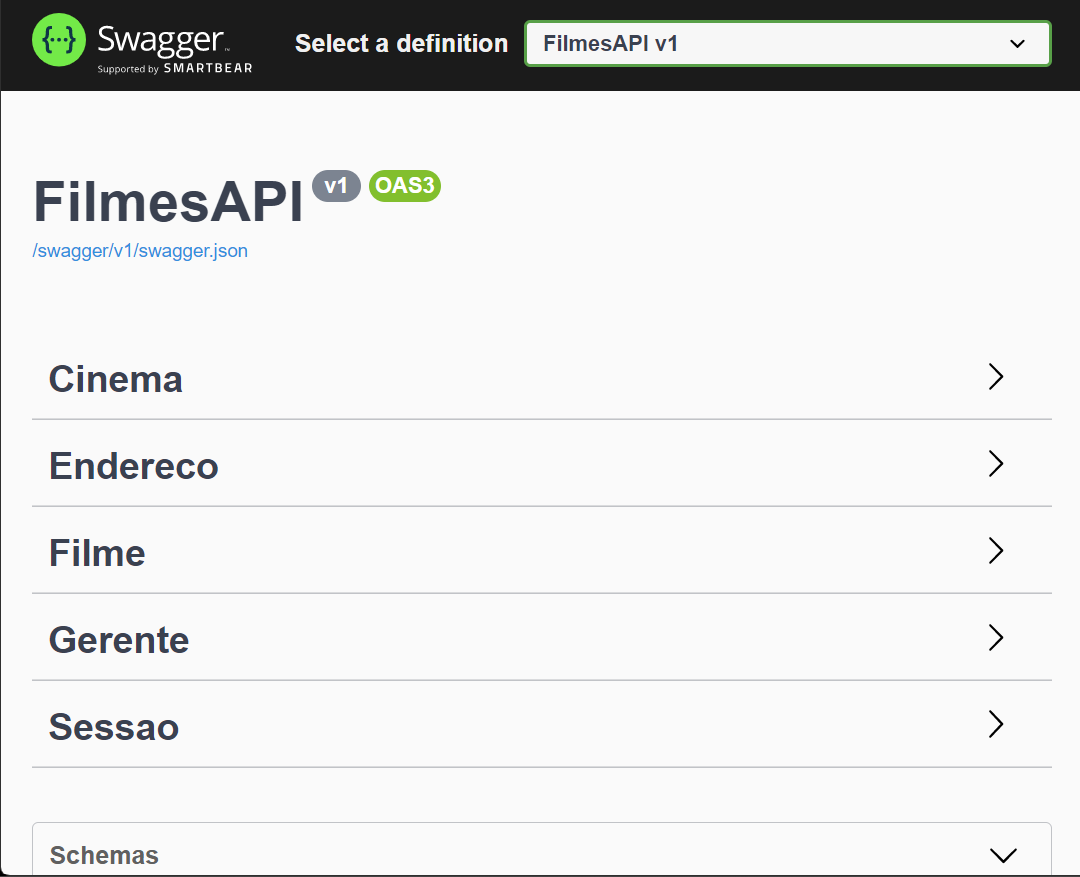 {···} Swagger™ Select a definition FilmesAPI v1
Supported by SMARTBEAR
FilmesAPI v1 OAS3
/swagger/v1/swagger.json
Cinema
Endereco
Filme
Gerente
Sessao
Schemas